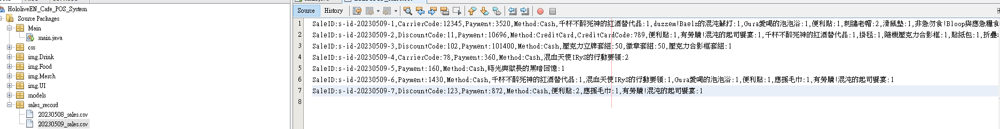 HololiveEN_Cafe_POS_System
Source Packages
Main
main.java
css
img.Drink
img.Food
img.Merch
img.UI
models
sales_record
20230508_sales.csv
20230509_sales.csv
Source History
1 SaleID:s-id-20230509-1,CarrierCode:12345,Payment:3520,Method:Cash,千杯不醉死神的紅酒替代品:1,duzzem!Baelz的混沌蘇打:1,Gura愛喝的泡泡浴:1,便利貼:1,刺繡老帽:2,滑鼠墊:1,非急勿食!Bloop與應急糧食
2 SaleID:s-id-20230509-2,DiscountCode:11,Payment:10696,Method:CreditCard,CreditCardCode:789,便利貼:1,有勞贖!混沌的起司饗宴:1,千杯不醉死神的紅酒替代品:1,掛毯:1,隨機壓克力合影框:1,貼紙包:1,折疊
3 SaleID:s-id-20230509-3,DiscountCode:102,Payment:101400,Method:Cash,壓克力立牌套組:50,徽章套組:50,壓克力合影框套組:1
4 SaleID:s-id-20230509-4,CarrierCode:78,Payment:360,Method:Cash,混血天使IRyS的行動要領:2
5 SaleID:s-id-20230509-5,Payment:160,Method:Cash,時光典獄長的黑暗回憶:1
6 SaleID:s-id-20230509-6,Payment:1430,Method:Cash,千杯不醉死神的紅酒替代品:1,混血天使IRyS的行動要領:1,Gura愛喝的泡泡浴:1,便利貼:1,應援毛巾:1,有勞贖!混沌的起司饗宴:1
7 SaleID:s-id-20230509-7,DiscountCode:123,Payment:872,Method:Cash,便利貼:2,應援毛巾:1,有勞贖!混沌的起司饗宴:1
8